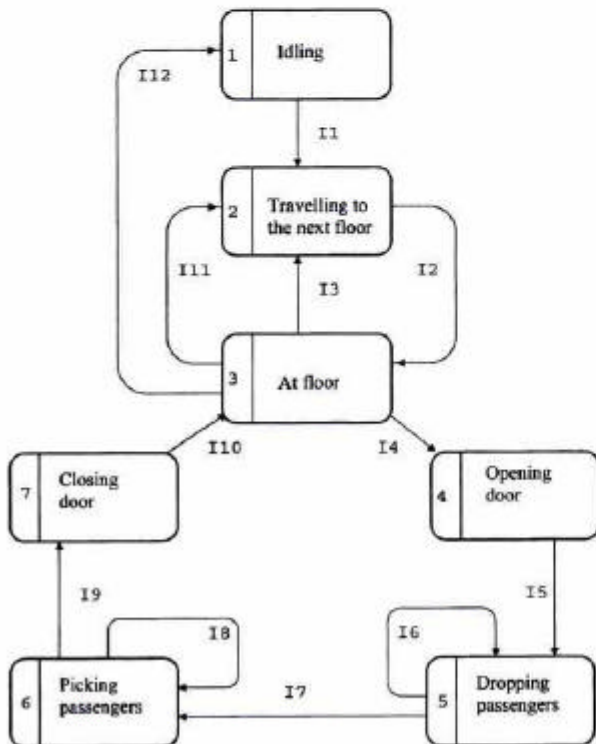 1 Idling
I12
I1
2 Travelling to
the next floor
I11
I3
I2
3 At floor
I10
I4
7 Closing
door
4 Opening
door
I9
I5
I8
I6
6 Picking
passengers
I7
5 Dropping
passengers